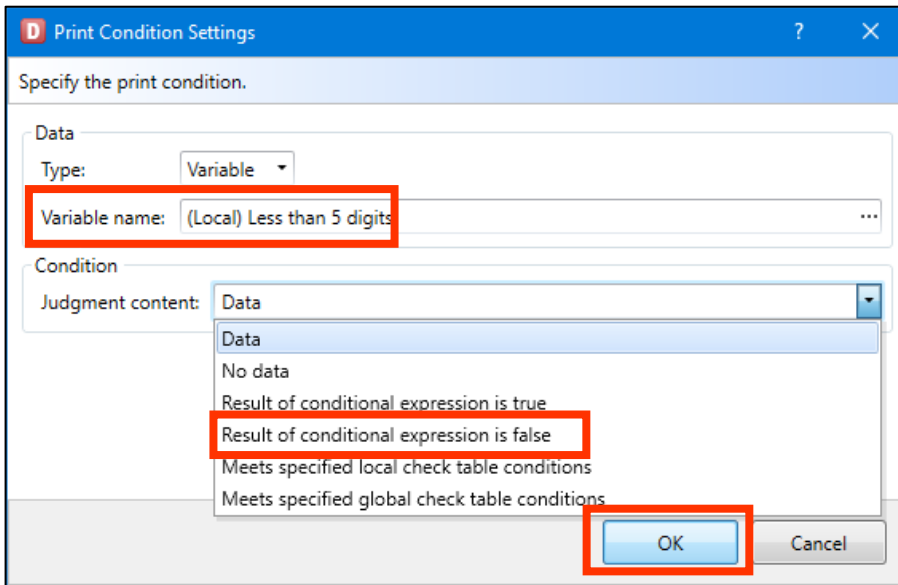 D Print Condition Settings ? ×
Specify the print condition.
Data
Type: Variable
Variable name: (Local) Less than 5 digits ...
Condition
Judgment content: Data
Data
No data
Result of conditional expression is true
Result of conditional expression is false
Meets specified local check table conditions
Meets specified global check table conditions
OK Cancel